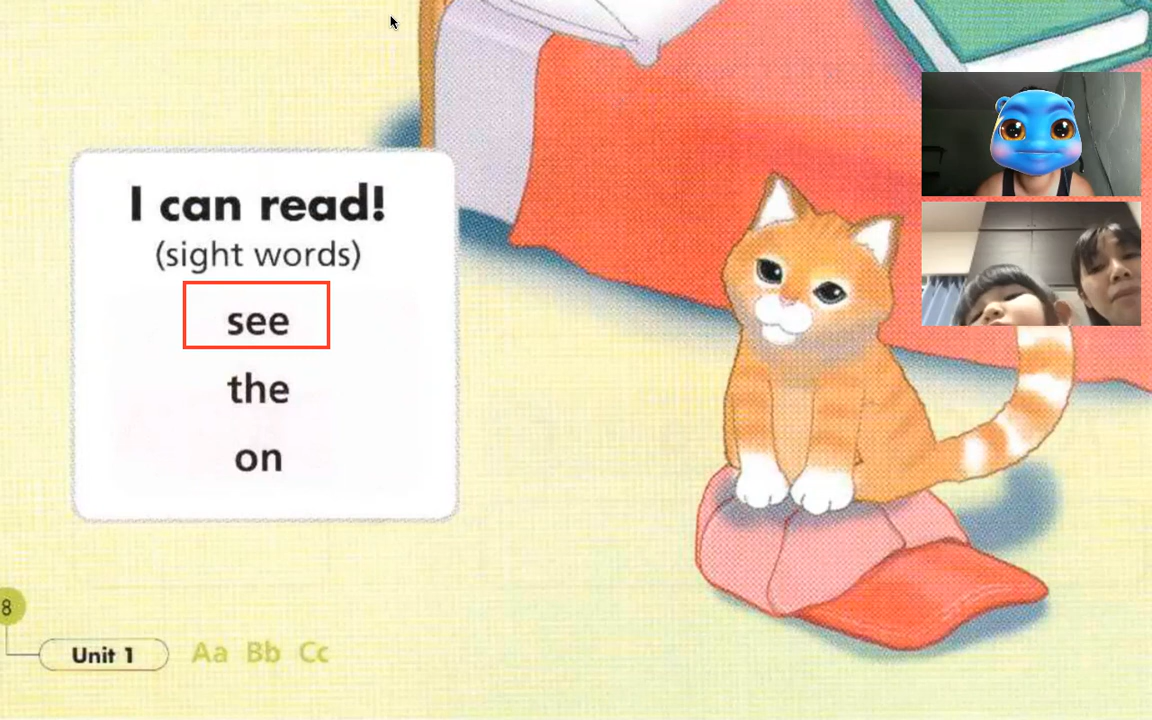 I can read!
(sight words)
see
the
on
8
Unit 1
Aa Bb Cc